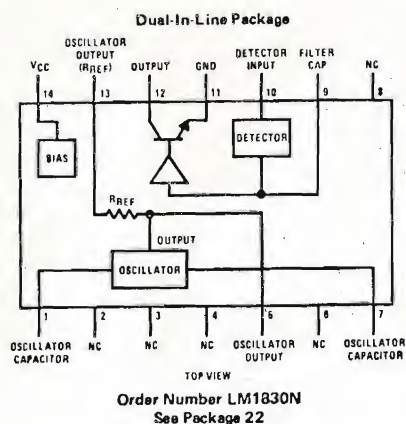 Dual-In-Line Package
OSCILLATOR
OUTPUT
(RREF)
DETECTOR
INPUT
FILTER
CAP
VCC
OUTPUT
GND
NC
14
13
12
11
10
9
8
BIAS
DETECTOR
RREF
OUTPUT
OSCILLATOR
1
2
3
4
5
6
7
OSCILLATOR
CAPACITOR
NC
NC
NC
OSCILLATOR
OUTPUT
NC
OSCILLATOR
CAPACITOR
TOP VIEW
Order Number LM1830N
See Package 22